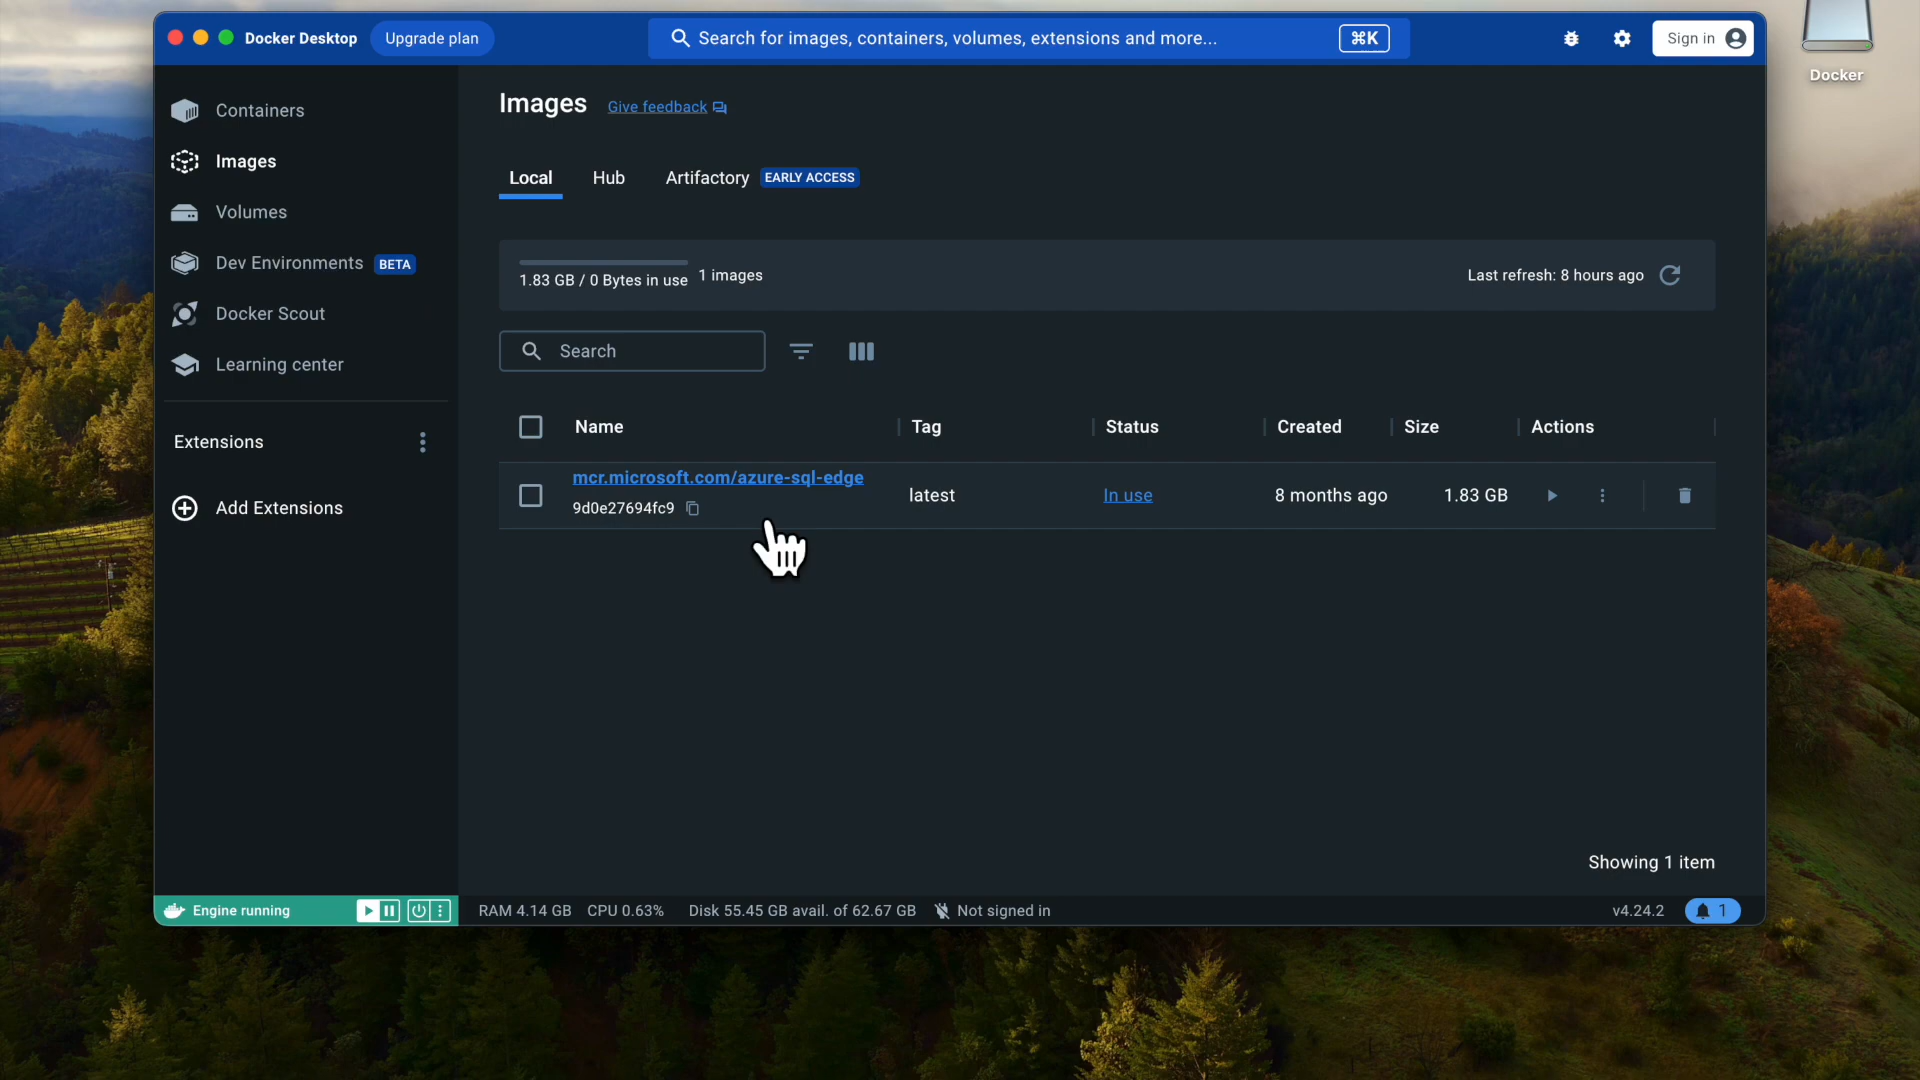 Docker Desktop
Upgrade plan
Search for images, containers, volumes, extensions and more...
⌘K
Sign in
Docker
Containers
Images
Volumes
Dev Environments BETA
Docker Scout
Learning center
Extensions
Add Extensions
Images
Give feedback
Local
Hub
Artifactory EARLY ACCESS
1.83 GB / 0 Bytes in use
1 images
Last refresh: 8 hours ago
Search
Name Tag Status Created Size Actions
mcr.microsoft.com/azure-sql-edge
9d0e27694fc9
latest In use 8 months ago 1.83 GB
Showing 1 item
Engine running
RAM 4.14 GB CPU 0.63% Disk 55.45 GB avail. of 62.67 GB Not signed in
v4.24.2
1